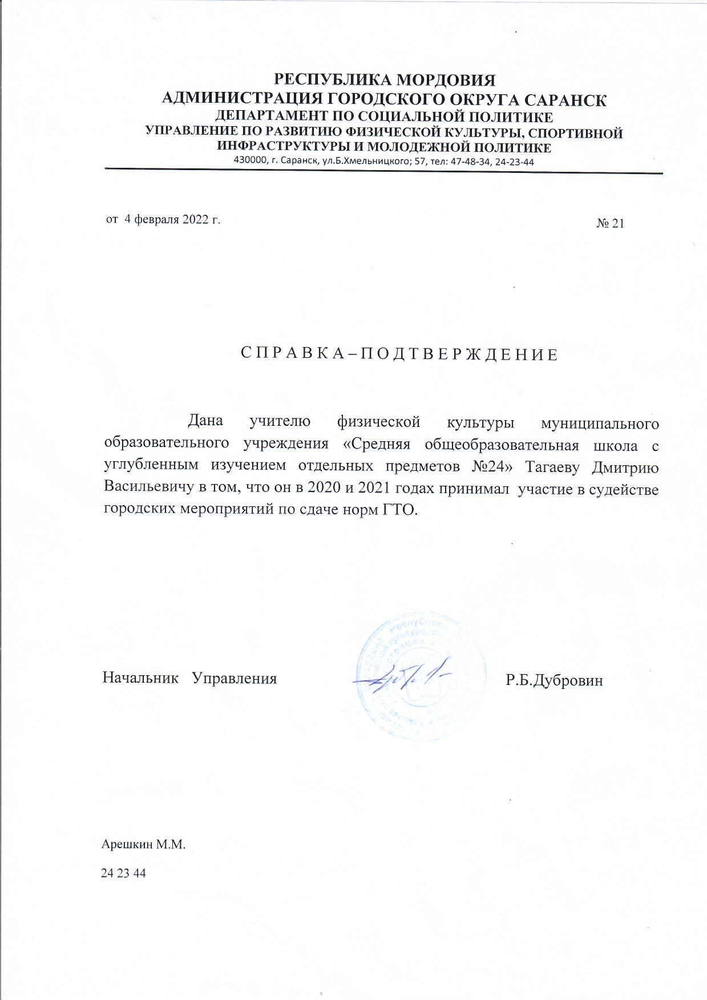 РЕСПУБЛИКА МОРДОВИЯ
АДМИНИСТРАЦИЯ ГОРОДСКОГО ОКРУГА САРАНСК
ДЕПАРТАМЕНТ ПО СОЦИАЛЬНОЙ ПОЛИТИКЕ
УПРАВЛЕНИЕ ПО РАЗВИТИЮ ФИЗИЧЕСКОЙ КУЛЬТУРЫ, СПОРТИВНОЙ
ИНФРАСТРУКТУРЫ И МОЛОДЕЖНОЙ ПОЛИТИКЕ
430000, г. Саранск, ул.Б.Хмельницкого; 57, тел: 47-48-34, 24-23-44
от 4 февраля 2022 г. № 21
С П Р А В К А – П О Д Т В Е Р Ж Д Е Н И Е
Дана учителю физической культуры муниципального
образовательного учреждения «Средняя общеобразовательная школа с
углубленным изучением отдельных предметов №24» Тагаеву Дмитрию
Васильевичу в том, что он в 2020 и 2021 годах принимал участие в судействе
городских мероприятий по сдаче норм ГТО.
Начальник Управления Р.Б.Дубровин
Арешкин М.М.
24 23 44